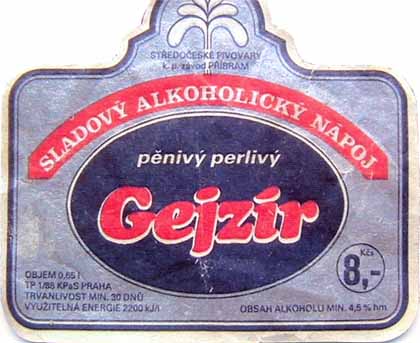 STŘEDOČESKÉ PIVOVARY
k. p. závod PŘÍBRAM
SLADOVÝ ALKOHOLICKÝ NÁPOJ
pěnivý perlivý
Gejzír
Kčs
8,-
OBJEM 0,65 l
TP 1/88 KPaS PRAHA
TRVANLIVOST MIN. 30 DNŮ
VYUŽITELNÁ ENERGIE 2200 kJ/l
OBSAH ALKOHOLU MIN. 4,5 % hm.